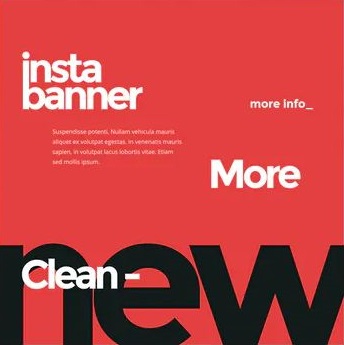 insta
banner
more info_
Suspendisse posenti. Nullam vehicula mauris
aliquet ex volutpat egestas. In venenatis mauris
sapien, in volutpat lacus lobortis vitae. Etiam
sed mollis ipsum.
More
Clean -
new